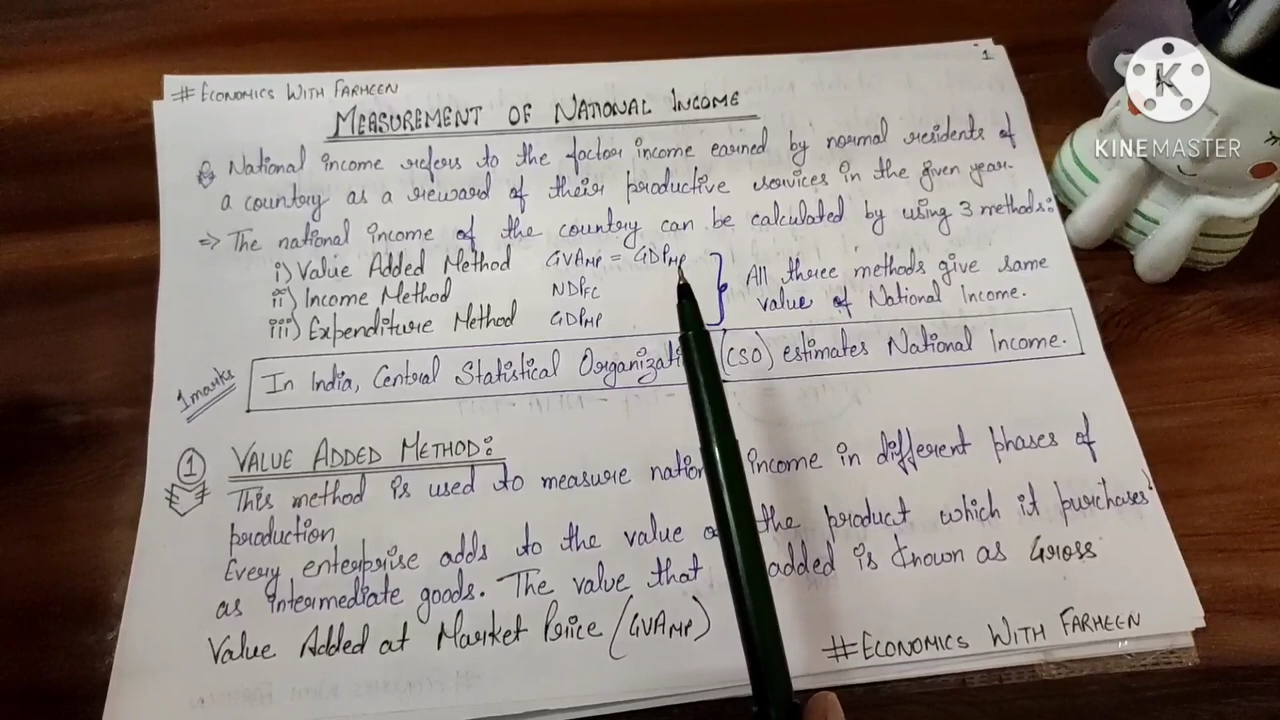 1
# ECONOMICS WITH FARHEEN
K
KINEMASTER
MEASUREMENT OF NATIONAL INCOME
National income refers to the factor income earned by normal residents of
a country as a reward of their productive services in the given year.
⇒ The national income of the country can be calculated by using 3 methods:
i) Value Added Method GVAMP = GDPMP
ii) Income Method NDPFC
iii) Expenditure Method GDPMP
All three methods give same
value of National Income.
1 marks
In India, Central Statistical Organizati (CSO) estimates National Income.
1 VALUE ADDED METHOD:
This method is used to measure nation income in different phases of
production
Every enterprise adds to the value the product which it purchases
as intermediate goods. The value that added is known as Gross
Value Added at Market Price (GVAMP)
#ECONOMICS WITH FARHEEN